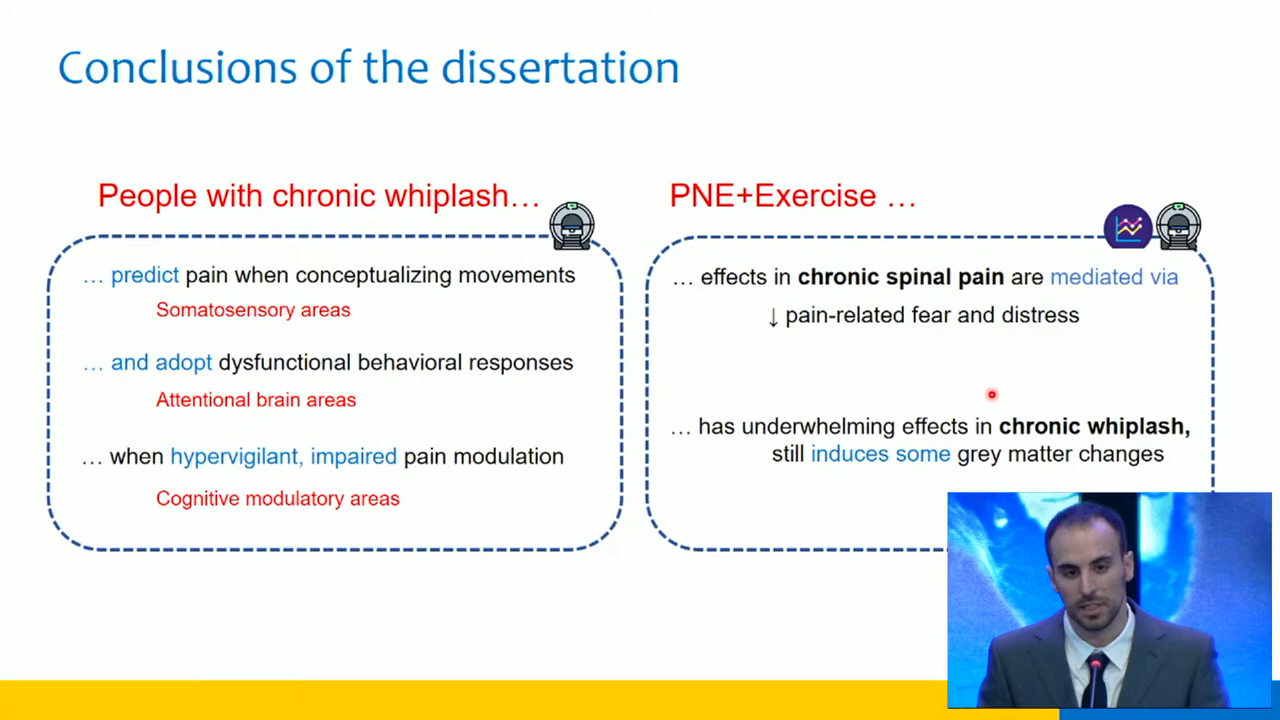 Conclusions of the dissertation
People with chronic whiplash…
… predict pain when conceptualizing movements
Somatosensory areas
… and adopt dysfunctional behavioral responses
Attentional brain areas
… when hypervigilant, impaired pain modulation
Cognitive modulatory areas
PNE+Exercise …
… effects in chronic spinal pain are mediated via
↓ pain-related fear and distress
… has underwhelming effects in chronic whiplash,
still induces some grey matter changes